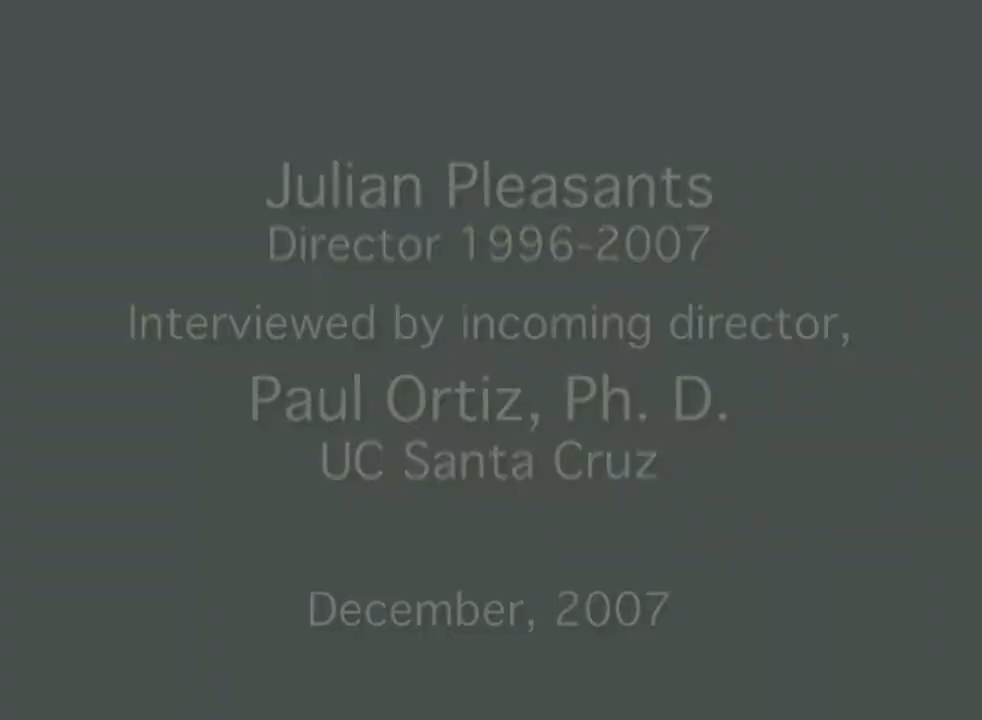 Julian Pleasants
Director 1996-2007
Interviewed by incoming director,
Paul Ortiz, Ph. D.
UC Santa Cruz
December, 2007